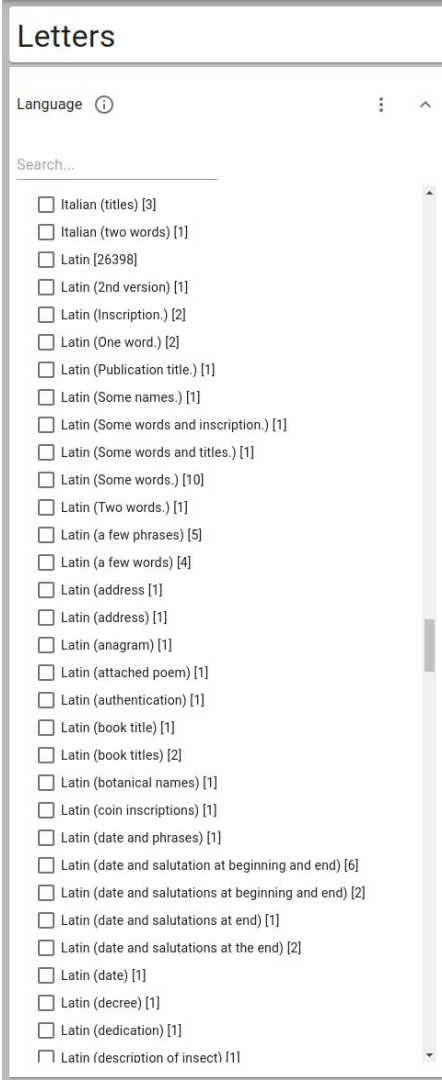 Letters
Language
Search...
Italian (titles) [3]
Italian (two words) [1]
Latin [26398]
Latin (2nd version) [1]
Latin (Inscription.) [2]
Latin (One word.) [2]
Latin (Publication title.) [1]
Latin (Some names.) [1]
Latin (Some words and inscription.) [1]
Latin (Some words and titles.) [1]
Latin (Some words.) [10]
Latin (Two words.) [1]
Latin (a few phrases) [5]
Latin (a few words) [4]
Latin (address [1]
Latin (address) [1]
Latin (anagram) [1]
Latin (attached poem) [1]
Latin (authentication) [1]
Latin (book title) [1]
Latin (book titles) [2]
Latin (botanical names) [1]
Latin (coin inscriptions) [1]
Latin (date and phrases) [1]
Latin (date and salutation at beginning and end) [6]
Latin (date and salutations at beginning and end) [2]
Latin (date and salutations at end) [1]
Latin (date and salutations at the end) [2]
Latin (date) [1]
Latin (decree) [1]
Latin (dedication) [1]
Latin (description of insect) [1]